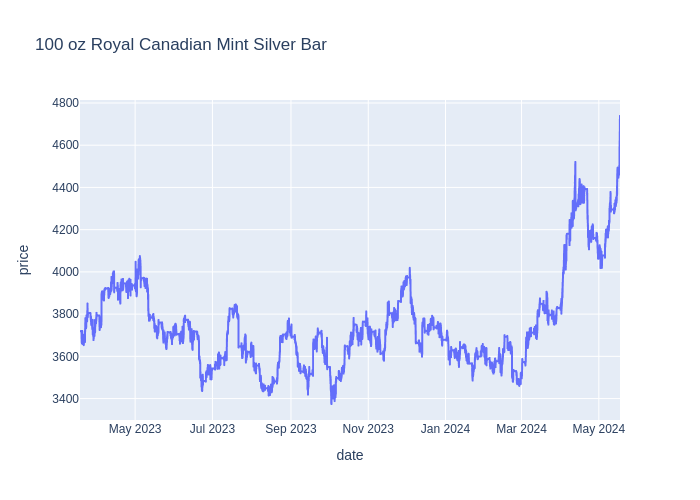 100 oz Royal Canadian Mint Silver Bar
4800
4600
4400
4200
4000
3800
3600
3400
price
May 2023 Jul 2023 Sep 2023 Nov 2023 Jan 2024 Mar 2024 May 2024
date